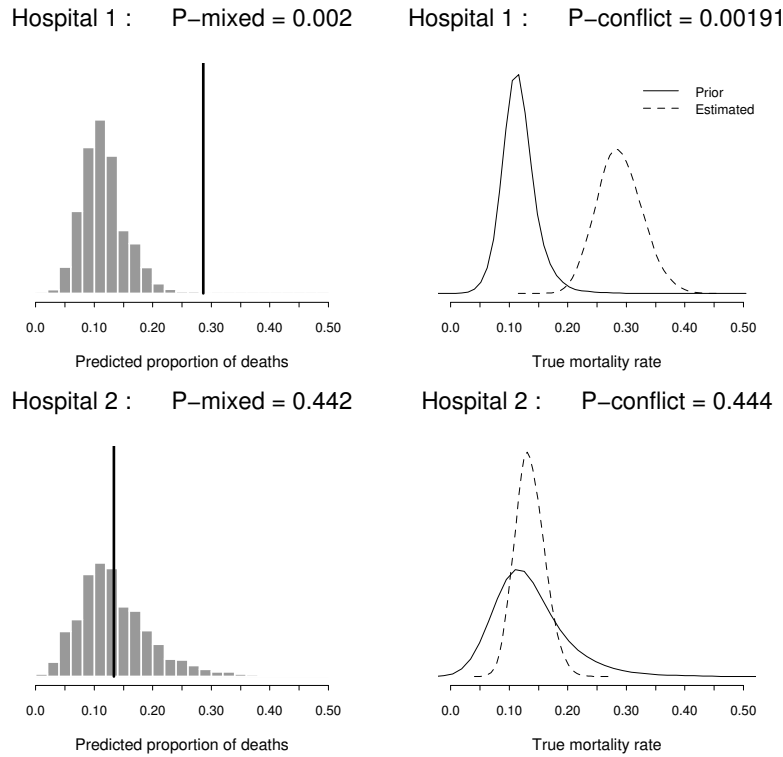 Hospital 1 : P−mixed = 0.002
Hospital 1 : P−conflict = 0.00191
Prior
Estimated
0.0 0.10 0.20 0.30 0.40 0.50
Predicted proportion of deaths
0.0 0.10 0.20 0.30 0.40 0.50
True mortality rate
Hospital 2 : P−mixed = 0.442
Hospital 2 : P−conflict = 0.444
0.0 0.10 0.20 0.30 0.40 0.50
Predicted proportion of deaths
0.0 0.10 0.20 0.30 0.40 0.50
True mortality rate